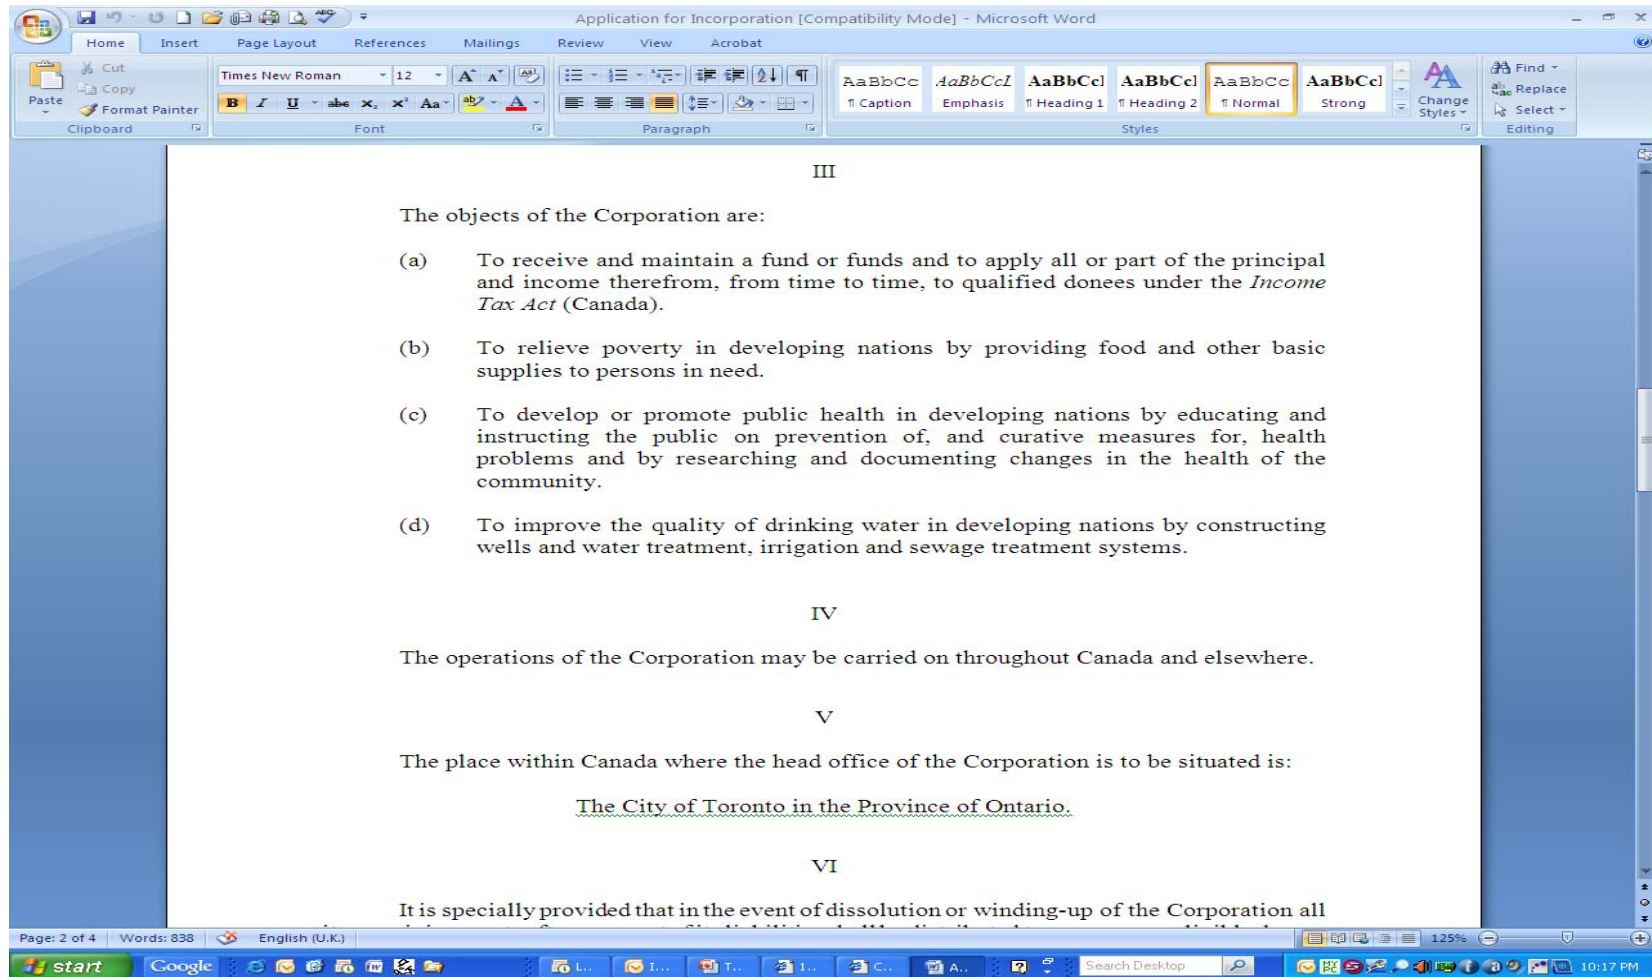 Application for Incorporation [Compatibility Mode] - Microsoft Word
Home Insert Page Layout References Mailings Review View Acrobat
Paste
Cut
Copy
Format Painter
Clipboard
Times New Roman 12
B I U abc x₂ x² Aa
Font
Paragraph
AaBbCc AaBbCcI AaBbCcl AaBbCcl AaBbCc AaBbCcl
¶ Caption Emphasis ¶ Heading 1 ¶ Heading 2 ¶ Normal Strong
Change Styles
Styles
Find
Replace
Select
Editing
III
The objects of the Corporation are:
(a) To receive and maintain a fund or funds and to apply all or part of the principal
and income therefrom, from time to time, to qualified donees under the Income
Tax Act (Canada).
(b) To relieve poverty in developing nations by providing food and other basic
supplies to persons in need.
(c) To develop or promote public health in developing nations by educating and
instructing the public on prevention of, and curative measures for, health
problems and by researching and documenting changes in the health of the
community.
(d) To improve the quality of drinking water in developing nations by constructing
wells and water treatment, irrigation and sewage treatment systems.
IV
The operations of the Corporation may be carried on throughout Canada and elsewhere.
V
The place within Canada where the head office of the Corporation is to be situated is:
The City of Toronto in the Province of Ontario.
VI
It is specially provided that in the event of dissolution or winding-up of the Corporation all
Page: 2 of 4 Words: 838 English (U.K.) 125%
start Google L... I... T... 1... C... A... Search Desktop 10:17 PM